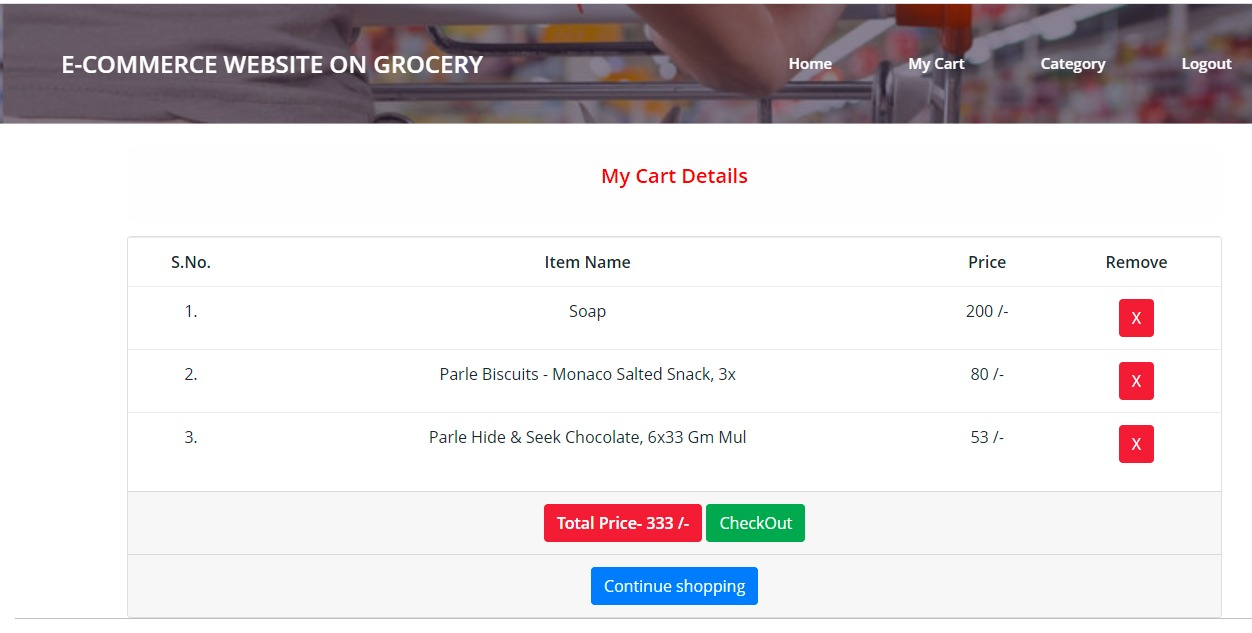 E-COMMERCE WEBSITE ON GROCERY Home My Cart Category Logout
My Cart Details
S.No. Item Name Price Remove
1. Soap 200 /- X
2. Parle Biscuits - Monaco Salted Snack, 3x 80 /- X
3. Parle Hide & Seek Chocolate, 6x33 Gm Mul 53 /- X
Total Price- 333 /- CheckOut
Continue shopping